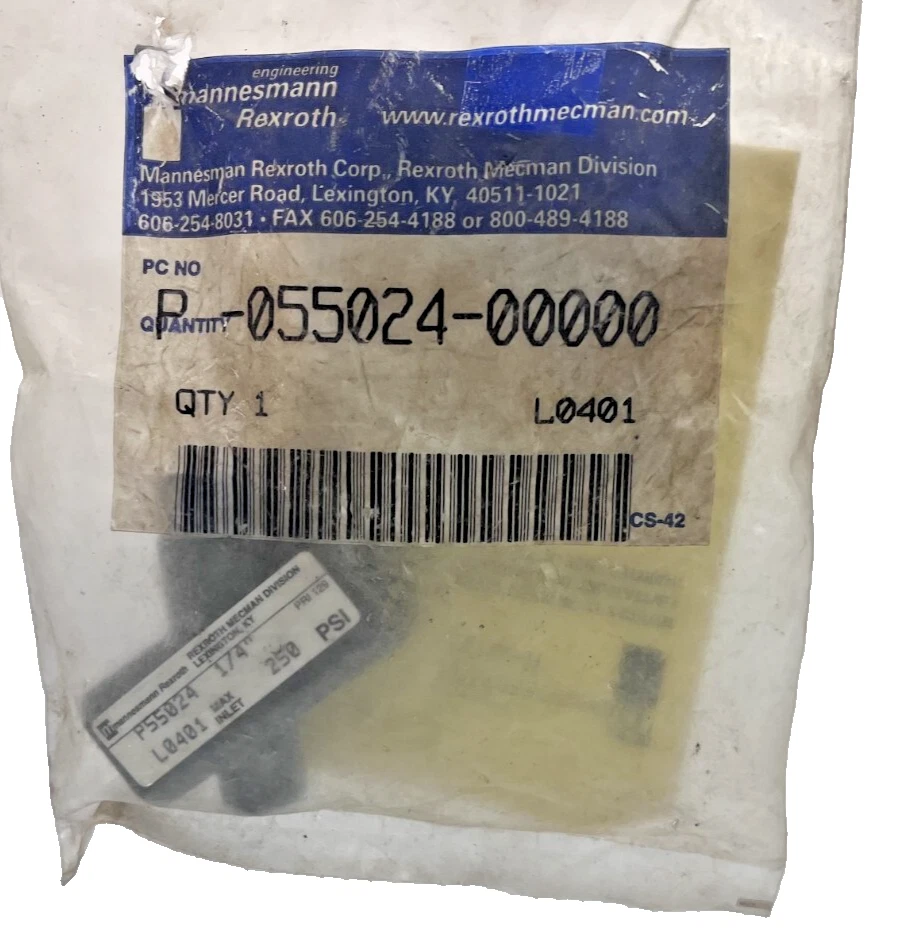 engineering
mannesmann
Rexroth
www.rexrothmecman.com
Mannesman Rexroth Corp., Rexroth Mecman Division
1953 Mercer Road, Lexington, KY 40511-1021
606-254-8031 · FAX 606-254-4188 or 800-489-4188
PC NO
P -055024-00000
QUANTITY
QTY 1 L0401
CS-42
mannesmann Rexroth
REXROTH MECMAN DIVISION
LEXINGTON, KY
P55024 1/4"
L0401 MAX INLET 250 PSI